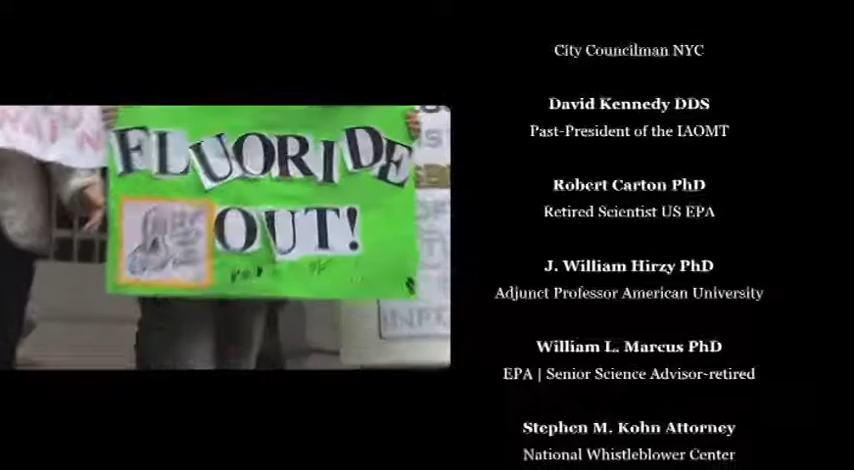 FLUORIDE
OUT!
City Councilman NYC
David Kennedy DDS
Past-President of the IAOMT
Robert Carton PhD
Retired Scientist US EPA
J. William Hirzy PhD
Adjunct Professor American University
William L. Marcus PhD
EPA | Senior Science Advisor-retired
Stephen M. Kohn Attorney
National Whistleblower Center